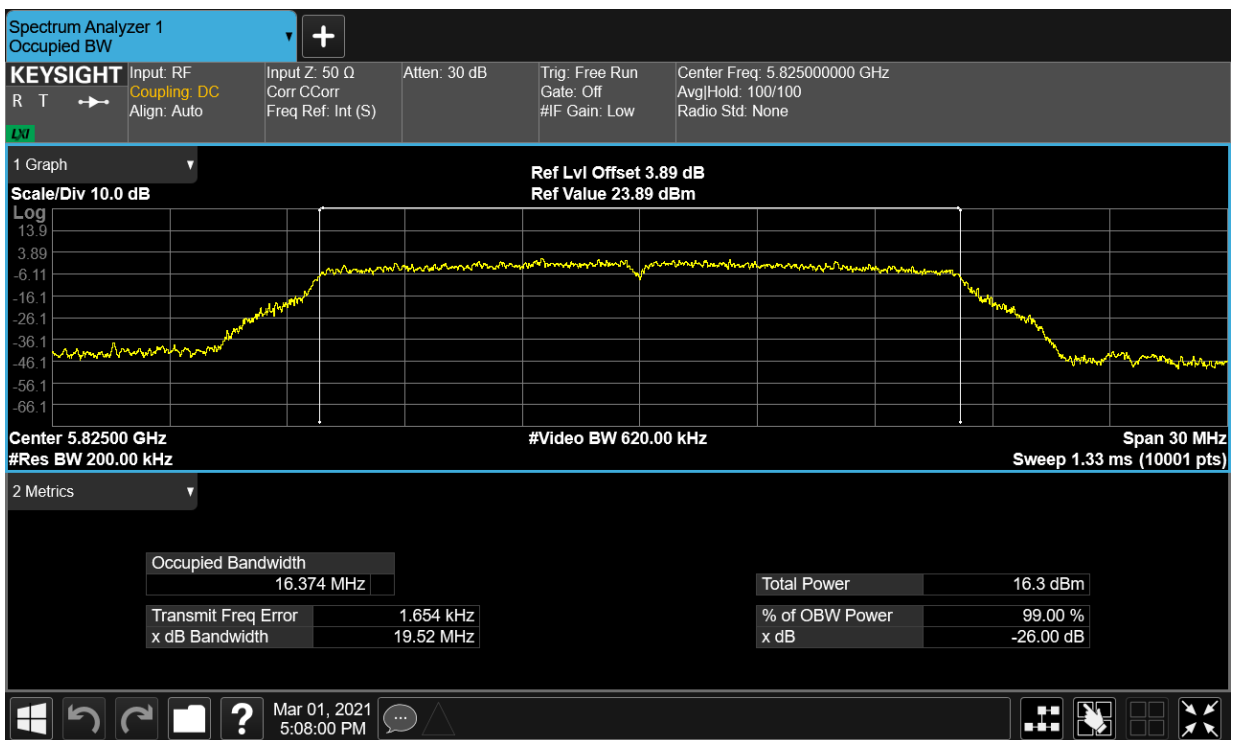 Spectrum Analyzer 1
Occupied BW
KEYSIGHT
R T
LXI
Input: RF
Coupling: DC
Align: Auto
Input Z: 50 Ω
Corr CCorr
Freq Ref: Int (S)
Atten: 30 dB
Trig: Free Run
Gate: Off
#IF Gain: Low
Center Freq: 5.825000000 GHz
Avg|Hold: 100/100
Radio Std: None
1 Graph
Scale/Div 10.0 dB
Ref Lvl Offset 3.89 dB
Ref Value 23.89 dBm
Log
13.9
3.89
-6.11
-16.1
-26.1
-36.1
-46.1
-56.1
-66.1
Center 5.82500 GHz
#Res BW 200.00 kHz
#Video BW 620.00 kHz
Span 30 MHz
Sweep 1.33 ms (10001 pts)
2 Metrics
Occupied Bandwidth
16.374 MHz
Transmit Freq Error 1.654 kHz
x dB Bandwidth 19.52 MHz
Total Power 16.3 dBm
% of OBW Power 99.00 %
x dB -26.00 dB
?
Mar 01, 2021
5:08:00 PM